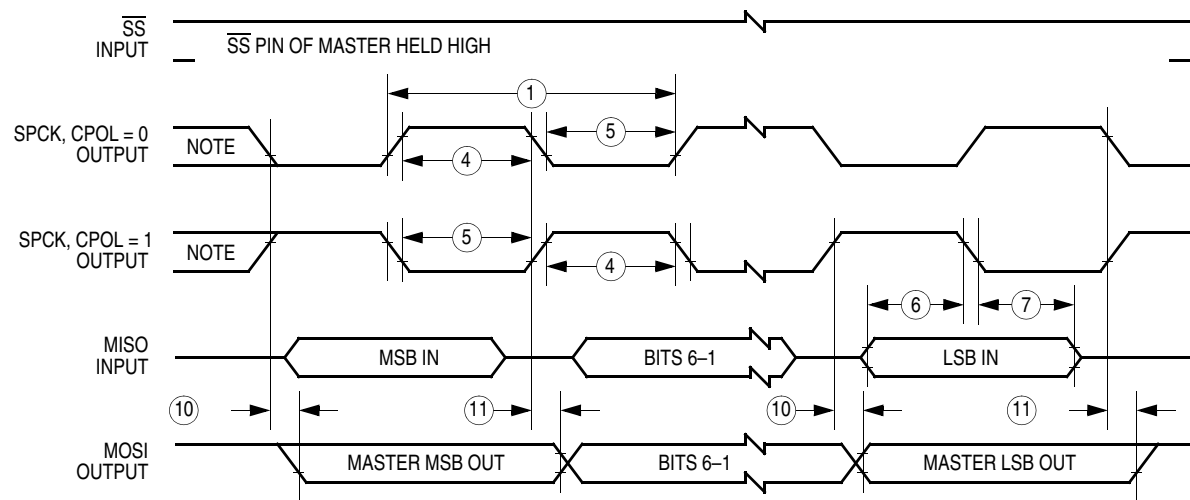 SS
INPUT
SS PIN OF MASTER HELD HIGH
1
SPCK, CPOL = 0
OUTPUT
NOTE
5
4
SPCK, CPOL = 1
OUTPUT
NOTE
5
4
6
7
MISO
INPUT
MSB IN
BITS 6–1
LSB IN
10
11
10
11
MOSI
OUTPUT
MASTER MSB OUT
BITS 6–1
MASTER LSB OUT